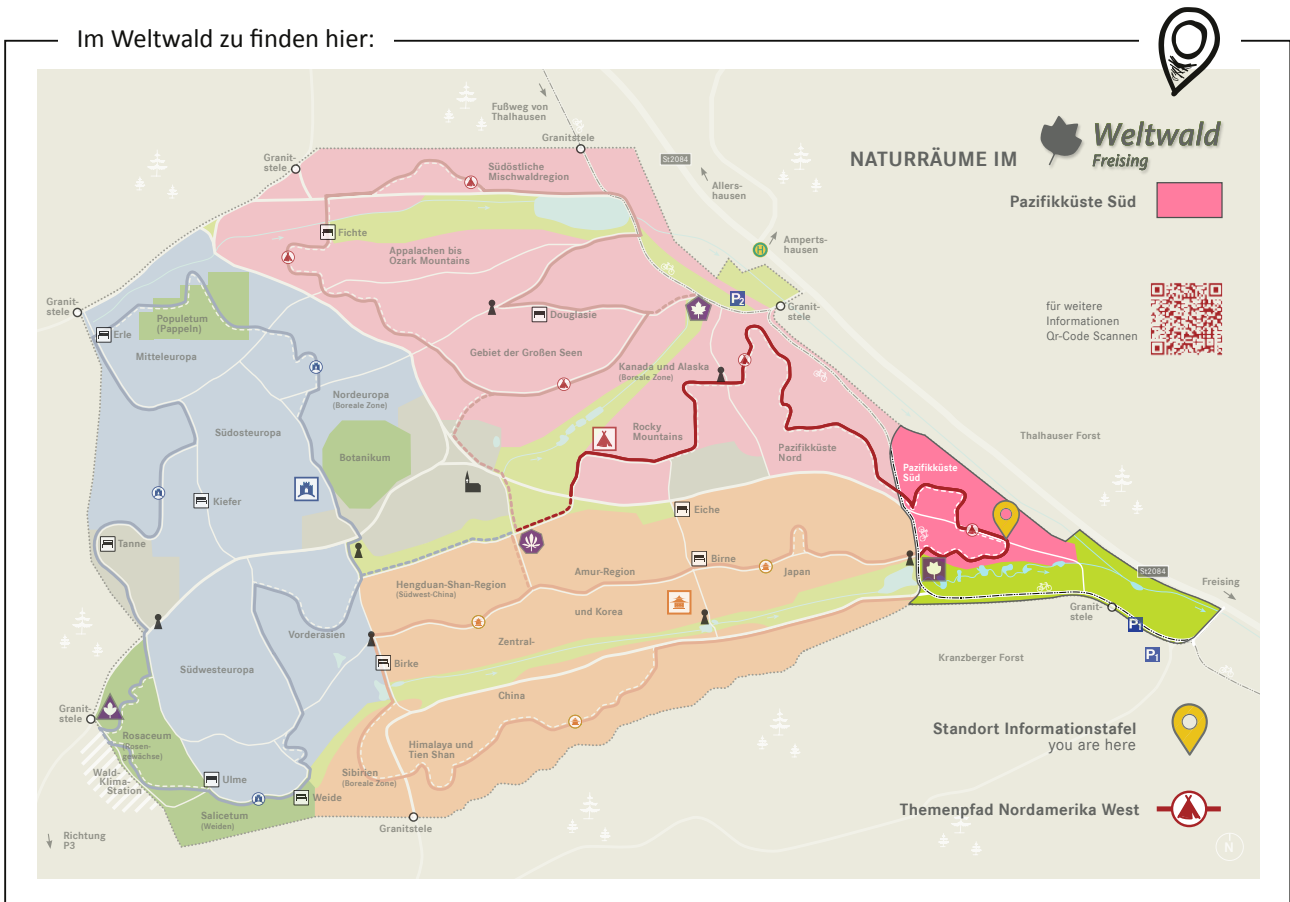 Im Weltwald zu finden hier:
Fußweg von
Thalhausen
Granitstele
Granit-
stele
St2084
Südöstliche
Mischwaldregion
Allers-
hausen
NATURRÄUME IM
Weltwald
Freising
Pazifikküste Süd
Fichte
Appalachen bis
Ozark Mountains
H
Amperts-
hausen
Granit-
stele
Populetum
(Pappeln)
Erle
Mitteleuropa
P2
Granit-
stele
für weitere
Informationen
Qr-Code Scannen
Douglasie
Gebiet der Großen Seen
Kanada und Alaska
(Boreale Zone)
Nordeuropa
(Boreale Zone)
Südosteuropa
Botanikum
Rocky
Mountains
Pazifikküste
Nord
Thalhauser Forst
Pazifikküste
Süd
Kiefer
Eiche
Tanne
Birne
Hengduan-Shan-Region
(Südwest-China)
Amur-Region
Japan
und Korea
St2084
Freising
Granit-
stele
P1
P1
Vorderasien
Zentral-
Südwesteuropa
Birke
China
Kranzberger Forst
Granit-
stele
Rosaceum
(Rosen-
gewächse)
Himalaya und
Tien Shan
Standort Informationstafel
you are here
Wald-
Klima-
Station
Ulme
Sibirien
(Boreale Zone)
Weide
Salicetum
(Weiden)
Granitstele
Themenpfad Nordamerika West
Richtung
P3
N